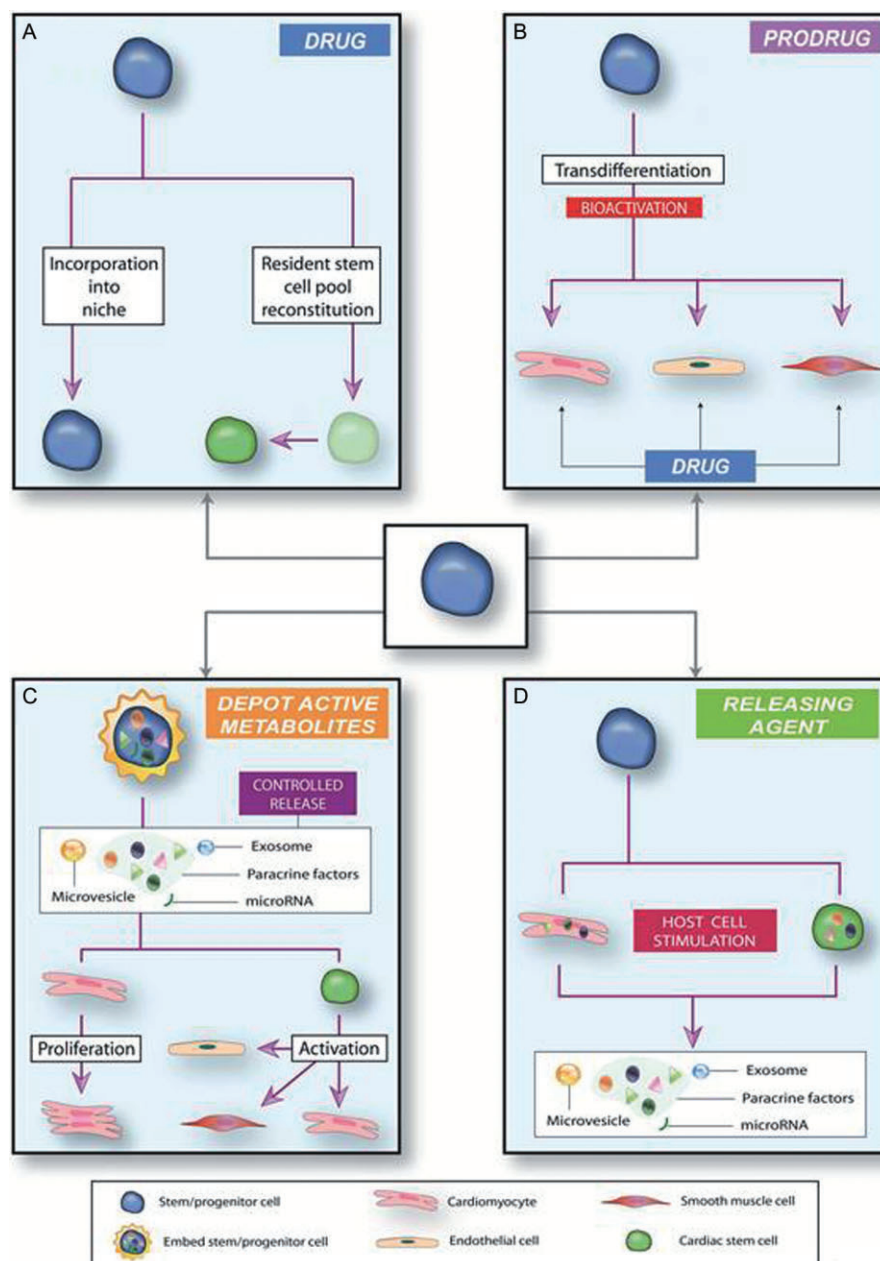 A
DRUG
Incorporation
into
niche
Resident stem
cell pool
reconstitution
B
PRODRUG
Transdifferentiation
BIOACTIVATION
DRUG
C
DEPOT ACTIVE
METABOLITES
CONTROLLED
RELEASE
Exosome
Paracrine factors
Microvesicle
microRNA
Proliferation
Activation
D
RELEASING
AGENT
HOST CELL
STIMULATION
Exosome
Paracrine factors
Microvesicle
microRNA
Stem/progenitor cell
Cardiomyocyte
Smooth muscle cell
Embed stem/progenitor cell
Endothelial cell
Cardiac stem cell